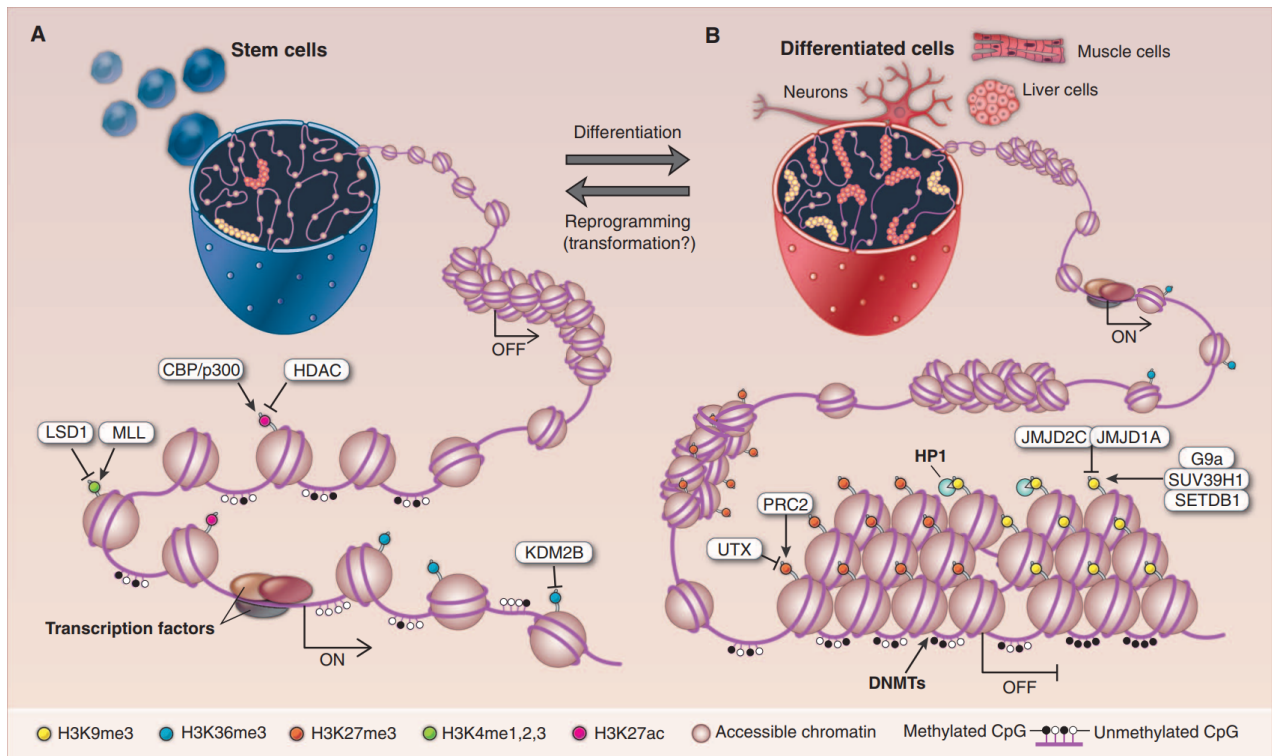 A
Stem cells
B
Differentiated cells
Muscle cells
Neurons
Liver cells
Differentiation
Reprogramming
(transformation?)
OFF
ON
CBP/p300
HDAC
LSD1
MLL
KDM2B
Transcription factors
ON
JMJD2C
JMJD1A
HP1
G9a
SUV39H1
SETDB1
PRC2
UTX
DNMTs
OFF
H3K9me3
H3K36me3
H3K27me3
H3K4me1,2,3
H3K27ac
Accessible chromatin
Methylated CpG
Unmethylated CpG